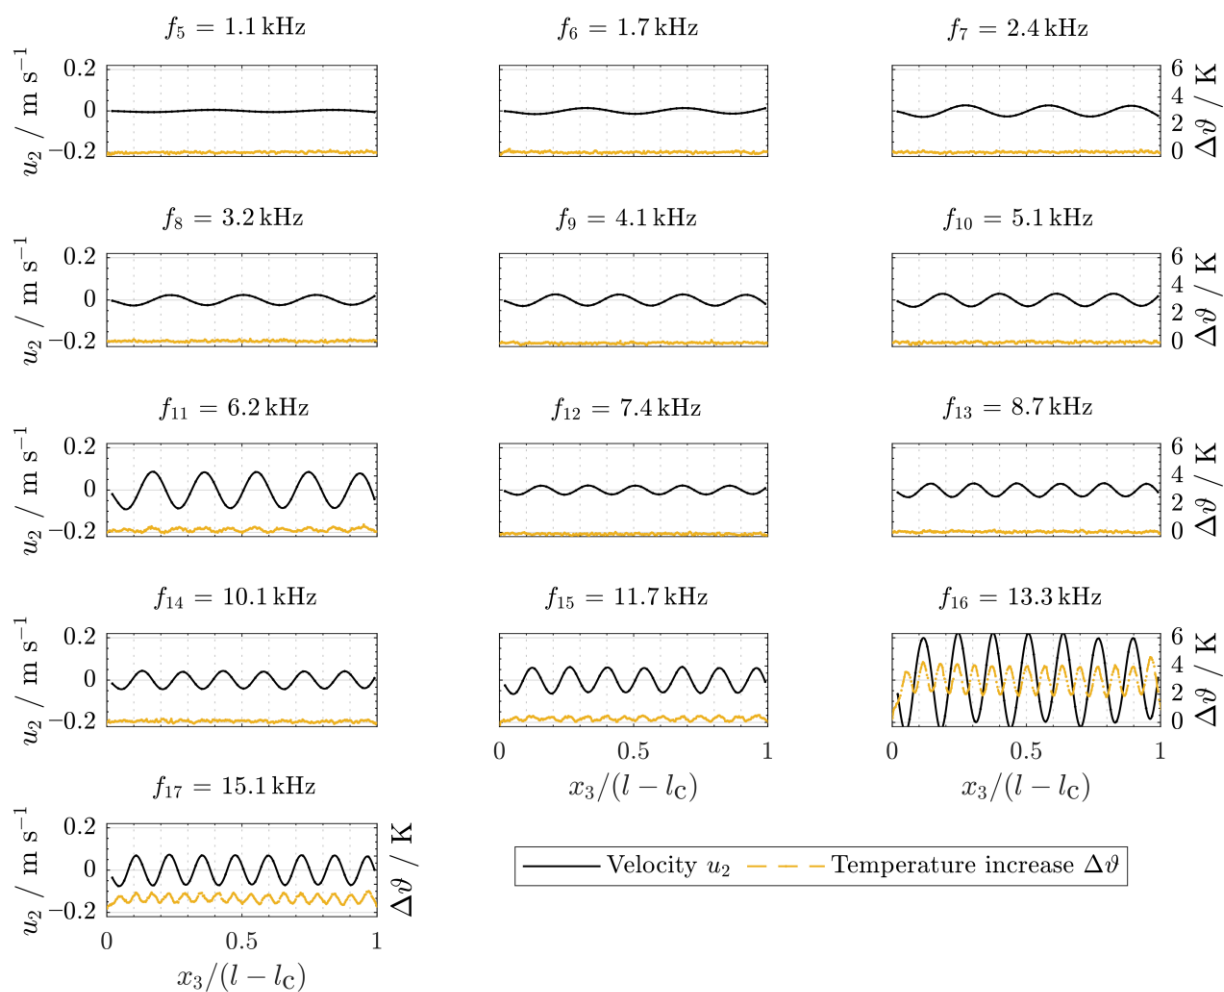 f₅ = 1.1 kHz
f₆ = 1.7 kHz
f₇ = 2.4 kHz
u₂ / m s⁻¹
0.2
0
−0.2
6
4
2
0
Δϑ / K
f₈ = 3.2 kHz
f₉ = 4.1 kHz
f₁₀ = 5.1 kHz
u₂ / m s⁻¹
0.2
0
−0.2
6
4
2
0
Δϑ / K
f₁₁ = 6.2 kHz
f₁₂ = 7.4 kHz
f₁₃ = 8.7 kHz
u₂ / m s⁻¹
0.2
0
−0.2
6
4
2
0
Δϑ / K
f₁₄ = 10.1 kHz
f₁₅ = 11.7 kHz
f₁₆ = 13.3 kHz
u₂ / m s⁻¹
0.2
0
−0.2
6
4
2
0
Δϑ / K
0 0.5 1
0 0.5 1
x₃/(l − l_C)
x₃/(l − l_C)
f₁₇ = 15.1 kHz
u₂ / m s⁻¹
0.2
0
−0.2
Δϑ / K
0 0.5 1
x₃/(l − l_C)
Velocity u₂
Temperature increase Δϑ